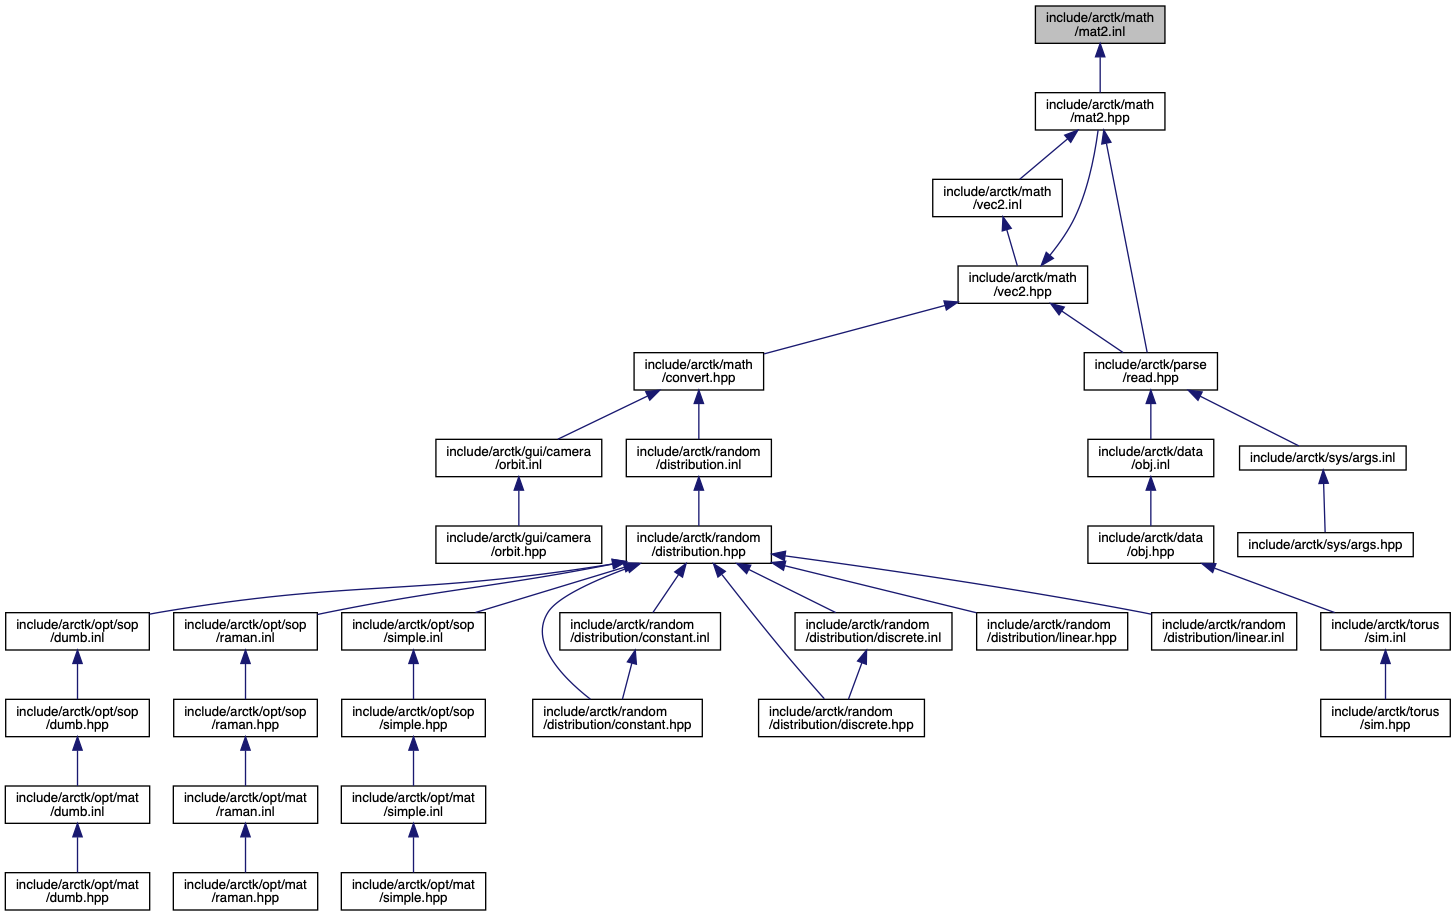 include/arctk/math
/mat2.inl
include/arctk/math
/mat2.hpp
include/arctk/math
/vec2.inl
include/arctk/math
/vec2.hpp
include/arctk/math
/convert.hpp
include/arctk/parse
/read.hpp
include/arctk/gui/camera
/orbit.inl
include/arctk/random
/distribution.inl
include/arctk/data
/obj.inl
include/arctk/sys/args.inl
include/arctk/gui/camera
/orbit.hpp
include/arctk/random
/distribution.hpp
include/arctk/data
/obj.hpp
include/arctk/sys/args.hpp
include/arctk/opt/sop
/dumb.inl
include/arctk/opt/sop
/raman.inl
include/arctk/opt/sop
/simple.inl
include/arctk/random
/distribution/constant.inl
include/arctk/random
/distribution/discrete.inl
include/arctk/random
/distribution/linear.hpp
include/arctk/random
/distribution/linear.inl
include/arctk/torus
/sim.inl
include/arctk/opt/sop
/dumb.hpp
include/arctk/opt/sop
/raman.hpp
include/arctk/opt/sop
/simple.hpp
include/arctk/random
/distribution/constant.hpp
include/arctk/random
/distribution/discrete.hpp
include/arctk/torus
/sim.hpp
include/arctk/opt/mat
/dumb.inl
include/arctk/opt/mat
/raman.inl
include/arctk/opt/mat
/simple.inl
include/arctk/opt/mat
/dumb.hpp
include/arctk/opt/mat
/raman.hpp
include/arctk/opt/mat
/simple.hpp